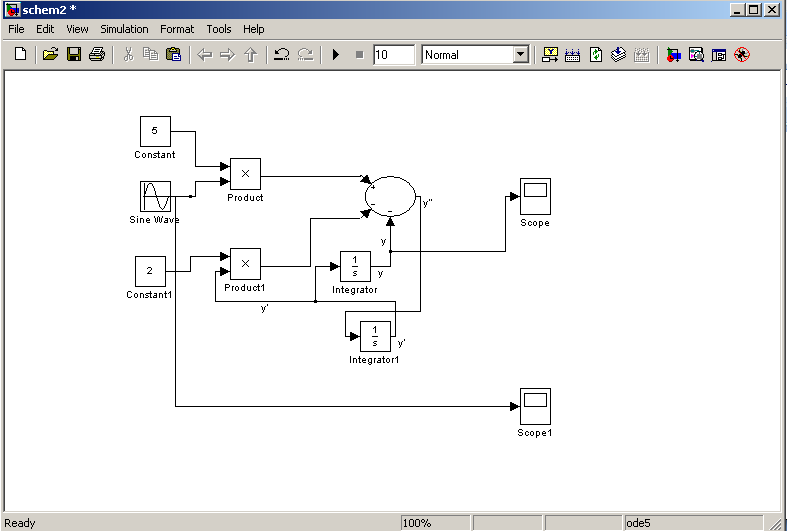 schem2 *
File Edit View Simulation Format Tools Help
10 Normal
5
Constant
×
Product
Sine Wave
+
-
-
y''
Scope
y
2
Constant1
×
Product1
1
s
y
Integrator
y'
1
s
y'
Integrator1
Scope1
Ready 100% ode5